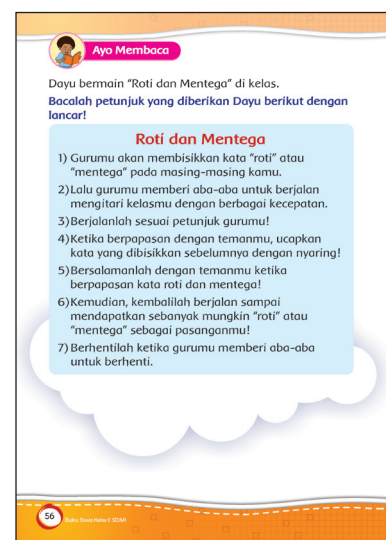 Ayo Membaca
Dayu bermain “Roti dan Mentega” di kelas.
Bacalah petunjuk yang diberikan Dayu berikut dengan
lancar!
Roti dan Mentega
1) Gurumu akan membisikkan kata “roti” atau
“mentega” pada masing-masing kamu.
2)Lalu gurumu memberi aba-aba untuk berjalan
mengitari kelasmu dengan berbagai kecepatan.
3)Berjalanlah sesuai petunjuk gurumu!
4)Ketika berpapasan dengan temanmu, ucapkan
kata yang dibisikkan sebelumnya dengan nyaring!
5)Bersalamanlah dengan temanmu ketika
berpapasan kata roti dan mentega!
6)Kemudian, kembalilah berjalan sampai
mendapatkan sebanyak mungkin “roti” atau
“mentega” sebagai pasanganmu!
7) Berhentilah ketika gurumu memberi aba-aba
untuk berhenti.
56
Buku Siswa Kelas II SD/MI